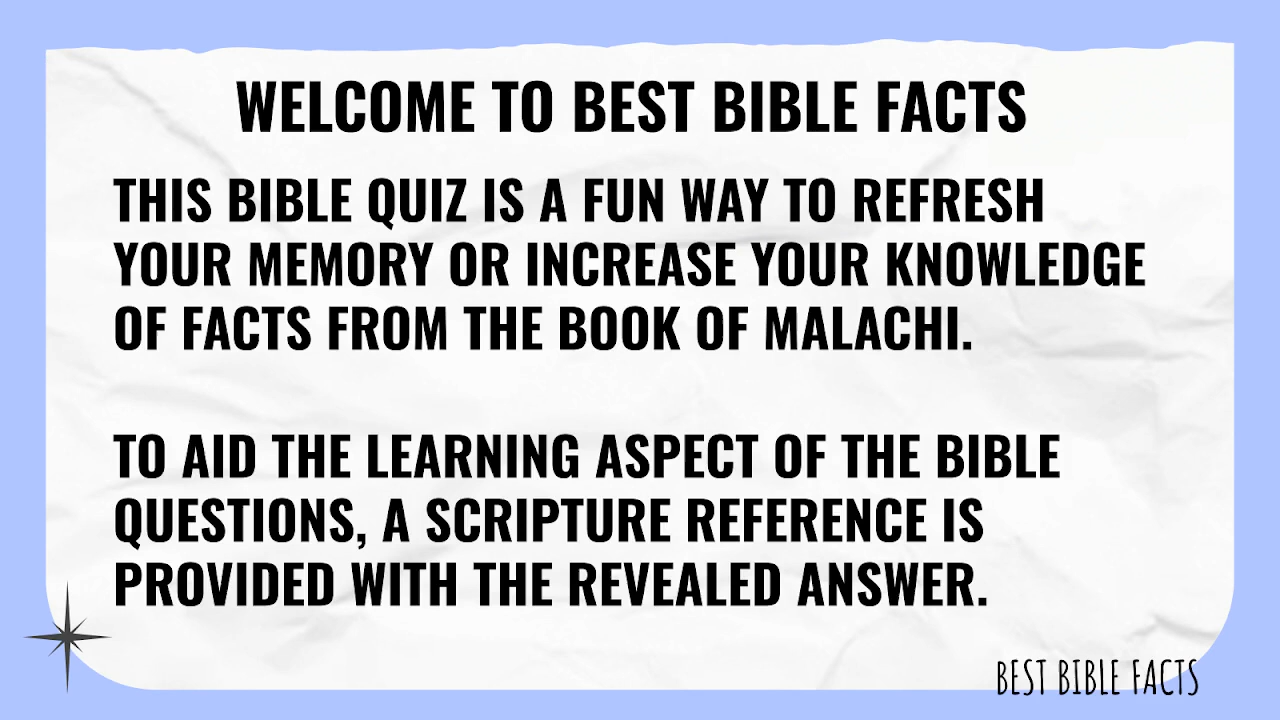 WELCOME TO BEST BIBLE FACTS
THIS BIBLE QUIZ IS A FUN WAY TO REFRESH
YOUR MEMORY OR INCREASE YOUR KNOWLEDGE
OF FACTS FROM THE BOOK OF MALACHI.
TO AID THE LEARNING ASPECT OF THE BIBLE
QUESTIONS, A SCRIPTURE REFERENCE IS
PROVIDED WITH THE REVEALED ANSWER.
BEST BIBLE FACTS